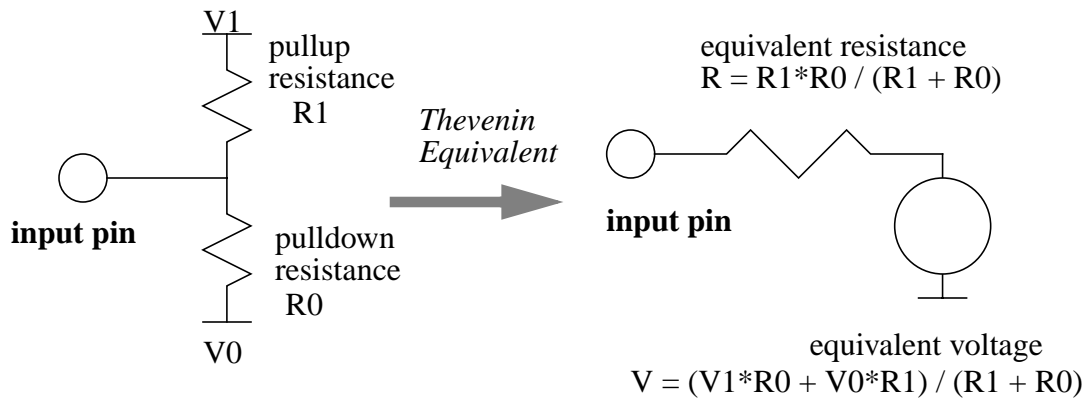 V1
pullup
resistance
R1
input pin
pulldown
resistance
R0
V0
Thevenin
Equivalent
equivalent resistance
R = R1*R0 / (R1 + R0)
input pin
equivalent voltage
V = (V1*R0 + V0*R1) / (R1 + R0)